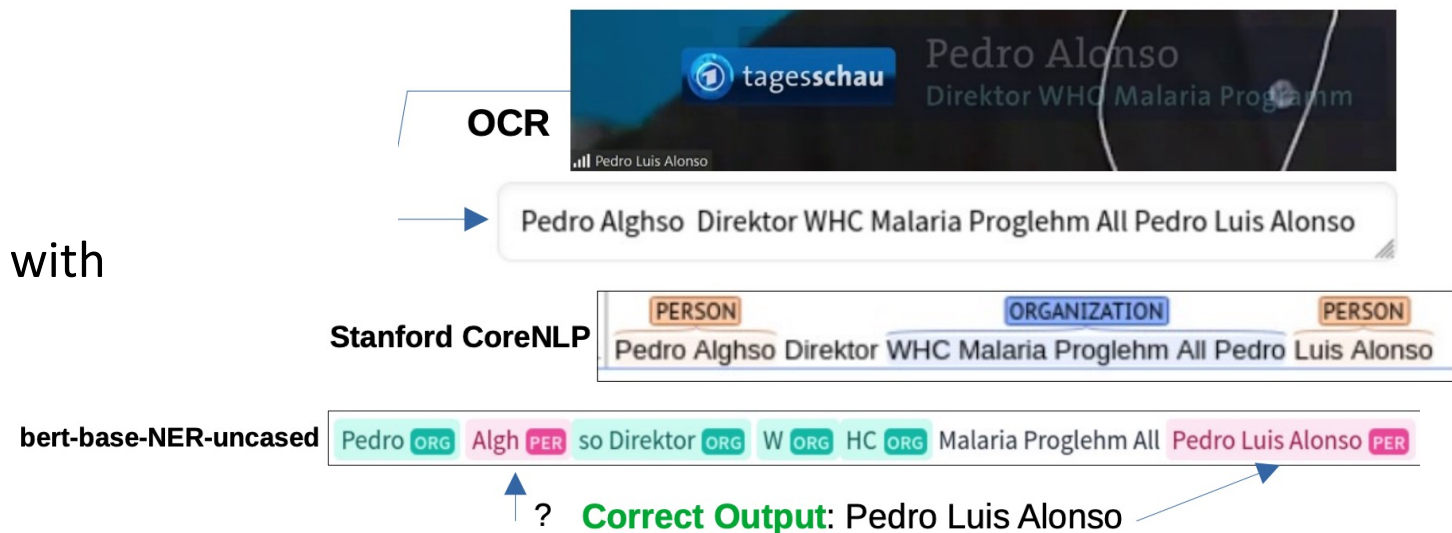 Pedro Alonso
tagesschau
Direktor WHO Malaria Programm
OCR
Pedro Luis Alonso
Pedro Alghso Direktor WHC Malaria Proglehm All Pedro Luis Alonso
with
PERSON ORGANIZATION PERSON
Stanford CoreNLP
Pedro Alghso Direktor WHC Malaria Proglehm All Pedro Luis Alonso
bert-base-NER-uncased
Pedro ORG Algh PER so Direktor ORG W ORG HC ORG Malaria Proglehm All Pedro Luis Alonso PER
? Correct Output: Pedro Luis Alonso